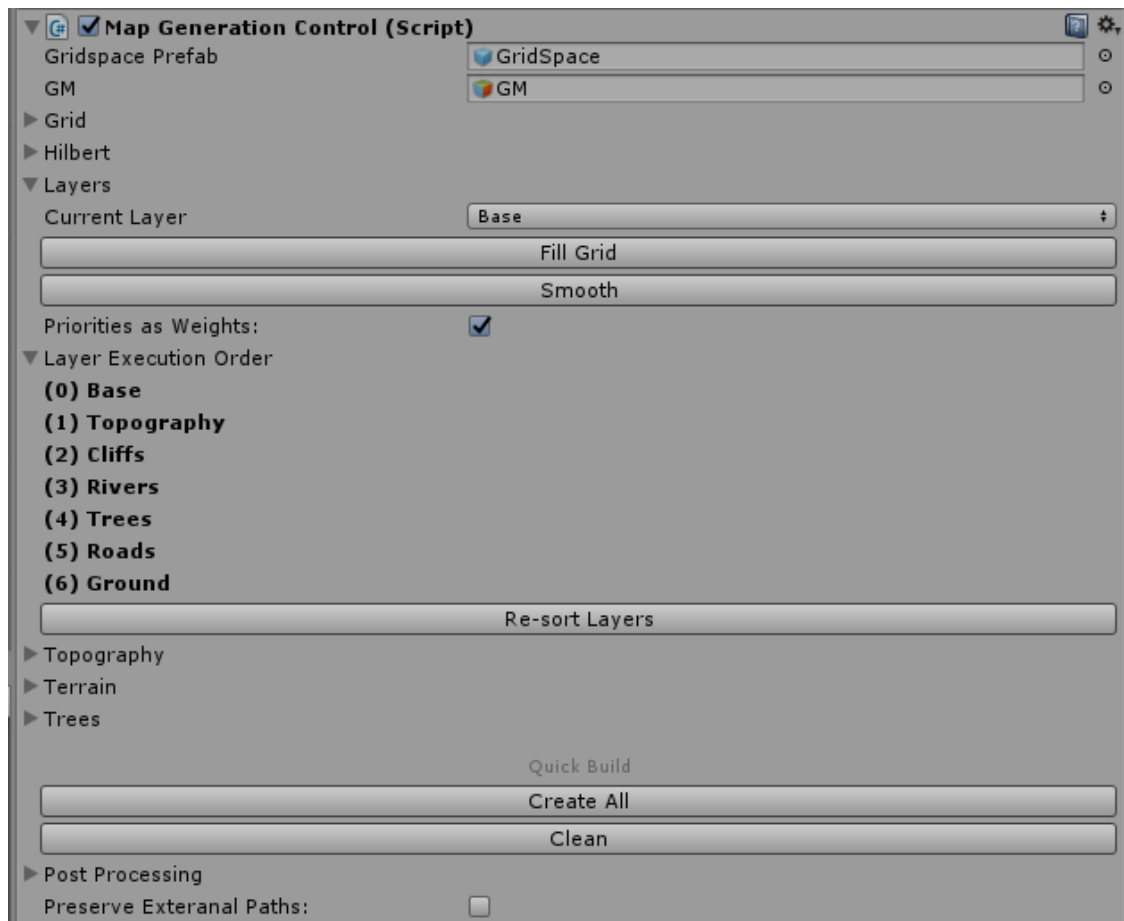 Map Generation Control (Script)
Gridspace Prefab GridSpace
GM GM
Grid
Hilbert
Layers
Current Layer Base
Fill Grid
Smooth
Priorities as Weights:
Layer Execution Order
(0) Base
(1) Topography
(2) Cliffs
(3) Rivers
(4) Trees
(5) Roads
(6) Ground
Re-sort Layers
Topography
Terrain
Trees
Quick Build
Create All
Clean
Post Processing
Preserve Exteranal Paths: